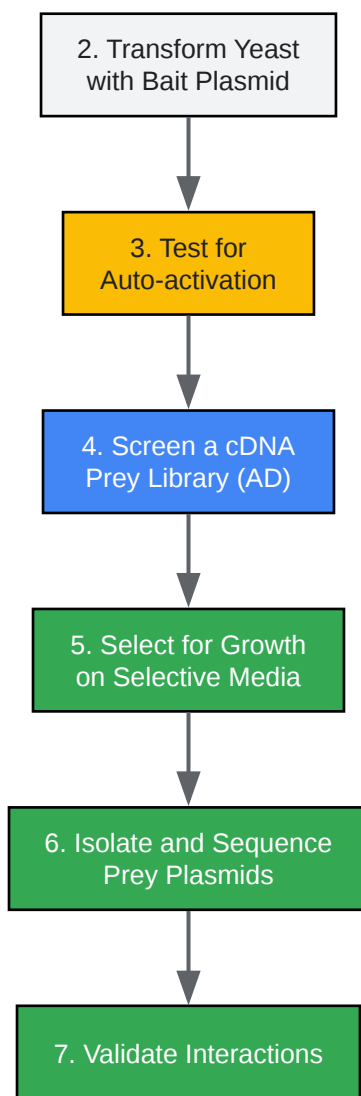 2. Transform Yeast
with Bait Plasmid
3. Test for
Auto-activation
4. Screen a cDNA
Prey Library (AD)
5. Select for Growth
on Selective Media
6. Isolate and Sequence
Prey Plasmids
7. Validate Interactions